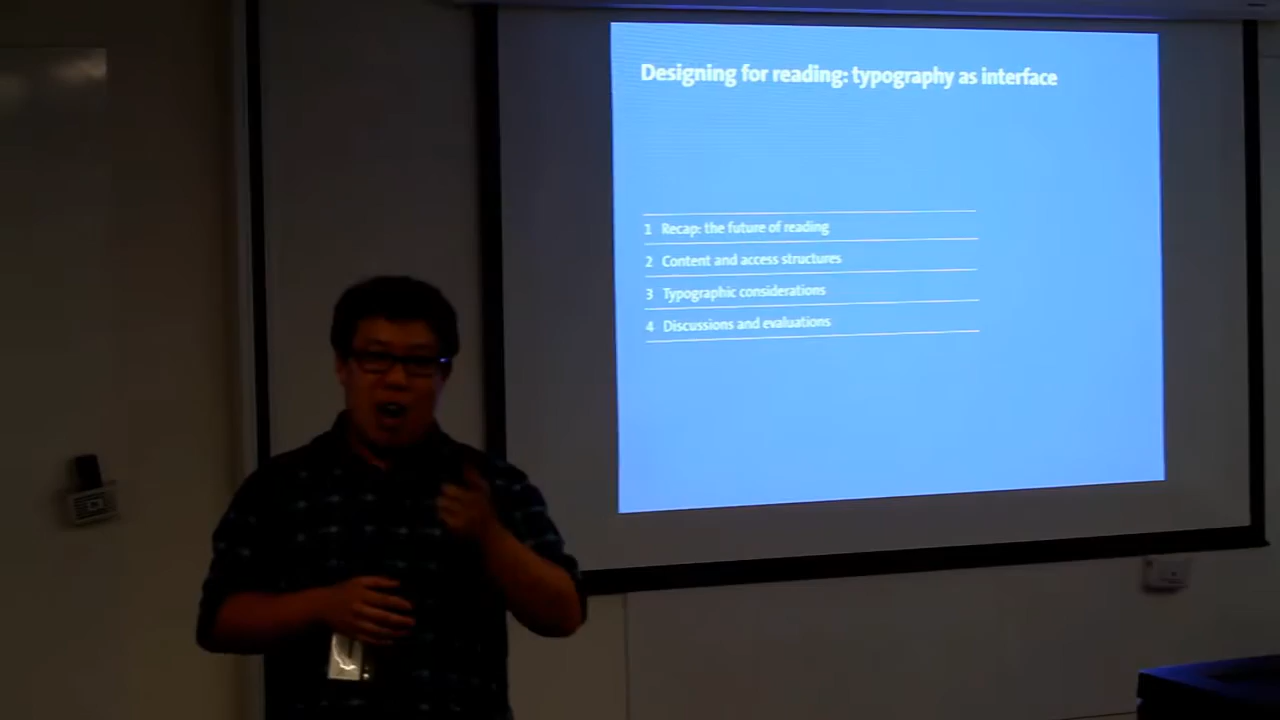 Designing for reading: typography as interface
1 Recap: the future of reading
2 Content and access structures
3 Typographic considerations
4 Discussions and evaluations